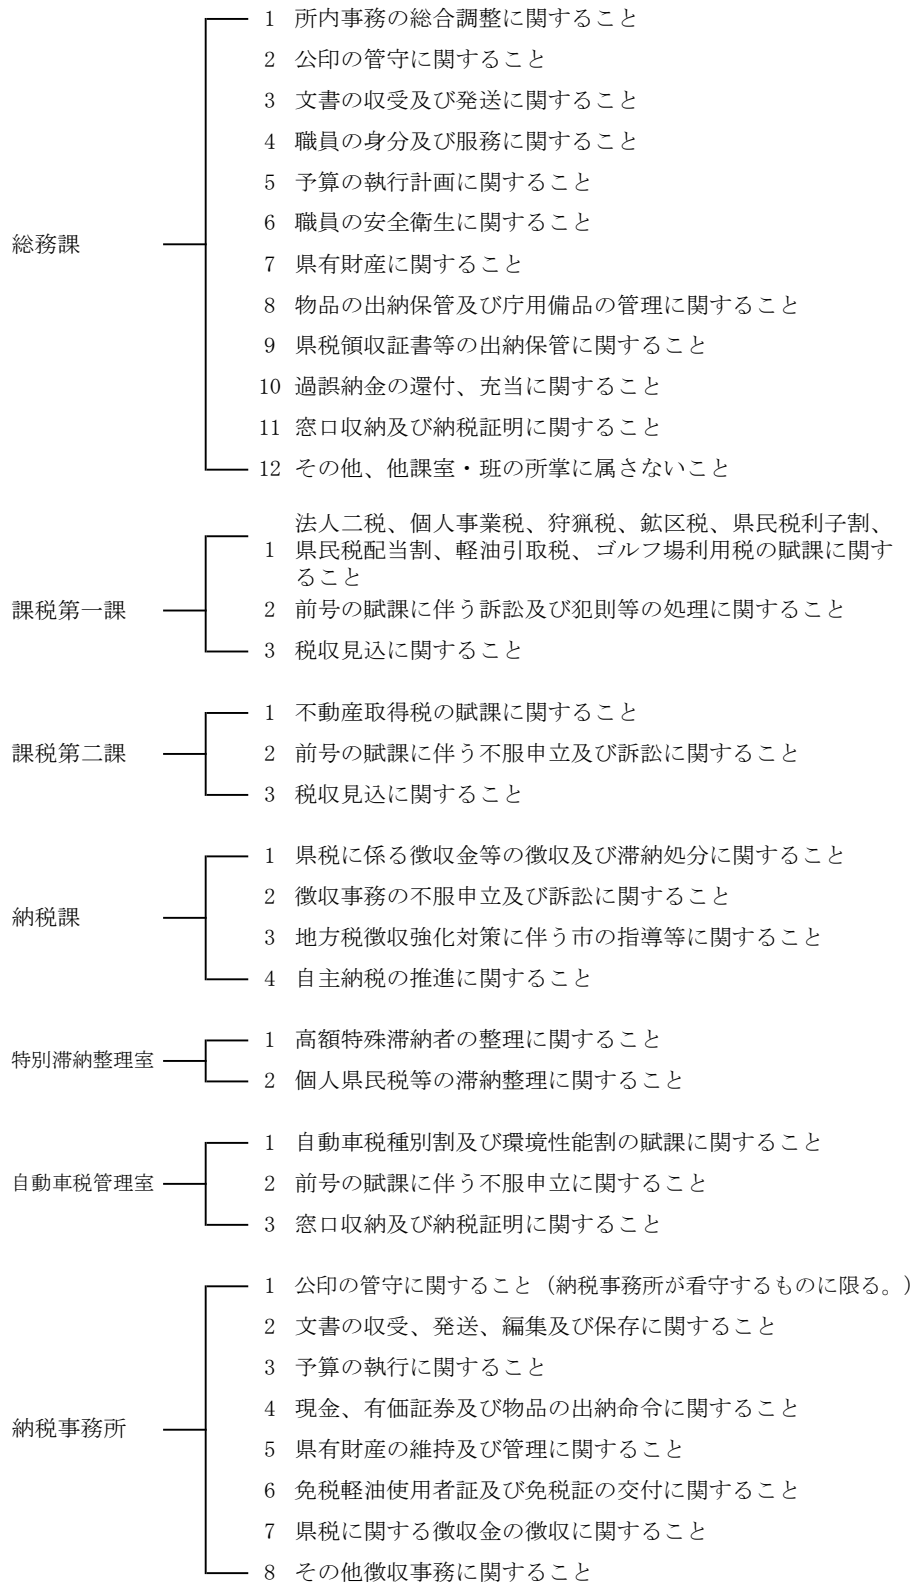 総務課
1 所内事務の総合調整に関すること
2 公印の管守に関すること
3 文書の収受及び発送に関すること
4 職員の身分及び服務に関すること
5 予算の執行計画に関すること
6 職員の安全衛生に関すること
7 県有財産に関すること
8 物品の出納保管及び庁用備品の管理に関すること
9 県税領収証書等の出納保管に関すること
10 過誤納金の還付、充当に関すること
11 窓口収納及び納税証明に関すること
12 その他、他課室・班の所掌に属さないこと
課税第一課
1 法人二税、個人事業税、狩猟税、鉱区税、県民税利子割、
県民税配当割、軽油引取税、ゴルフ場利用税の賦課に関す
ること
2 前号の賦課に伴う訴訟及び犯則等の処理に関すること
3 税収見込に関すること
課税第二課
1 不動産取得税の賦課に関すること
2 前号の賦課に伴う不服申立及び訴訟に関すること
3 税収見込に関すること
納税課
1 県税に係る徴収金等の徴収及び滞納処分に関すること
2 徴収事務の不服申立及び訴訟に関すること
3 地方税徴収強化対策に伴う市の指導等に関すること
4 自主納税の推進に関すること
特別滞納整理室
1 高額特殊滞納者の整理に関すること
2 個人県民税等の滞納整理に関すること
自動車税管理室
1 自動車税種別割及び環境性能割の賦課に関すること
2 前号の賦課に伴う不服申立に関すること
3 窓口収納及び納税証明に関すること
納税事務所
1 公印の管守に関すること（納税事務所が看守するものに限る。）
2 文書の収受、発送、編集及び保存に関すること
3 予算の執行に関すること
4 現金、有価証券及び物品の出納命令に関すること
5 県有財産の維持及び管理に関すること
6 免税軽油使用者証及び免税証の交付に関すること
7 県税に関する徴収金の徴収に関すること
8 その他徴収事務に関すること